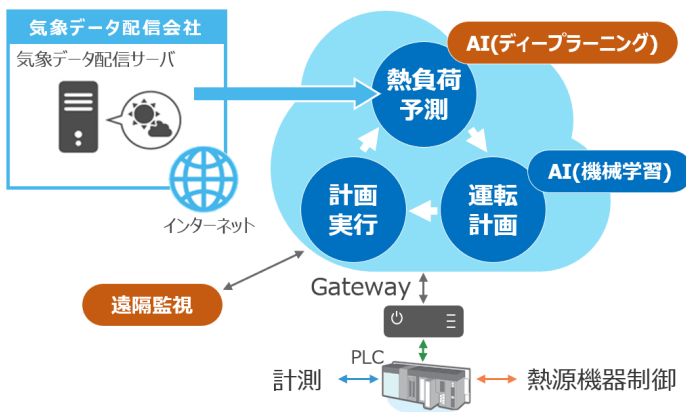 気象データ配信会社
気象データ配信サーバ
インターネット
AI(ディープラーニング)
熱負荷
予測
AI(機械学習)
計画
実行
運転
計画
遠隔監視
Gateway
PLC
計測
熱源機器制御